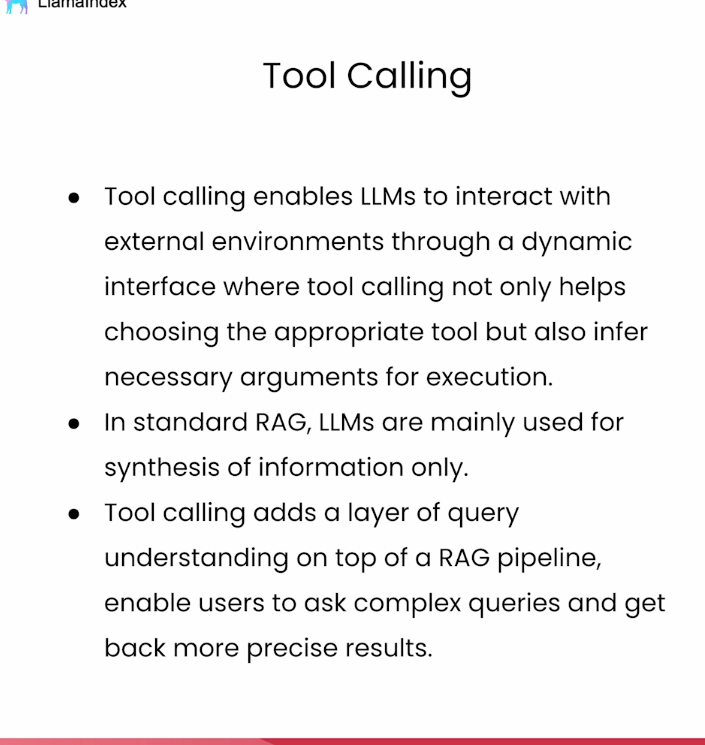 LlamaIndex
Tool Calling
● Tool calling enables LLMs to interact with
external environments through a dynamic
interface where tool calling not only helps
choosing the appropriate tool but also infer
necessary arguments for execution.
● In standard RAG, LLMs are mainly used for
synthesis of information only.
● Tool calling adds a layer of query
understanding on top of a RAG pipeline,
enable users to ask complex queries and get
back more precise results.